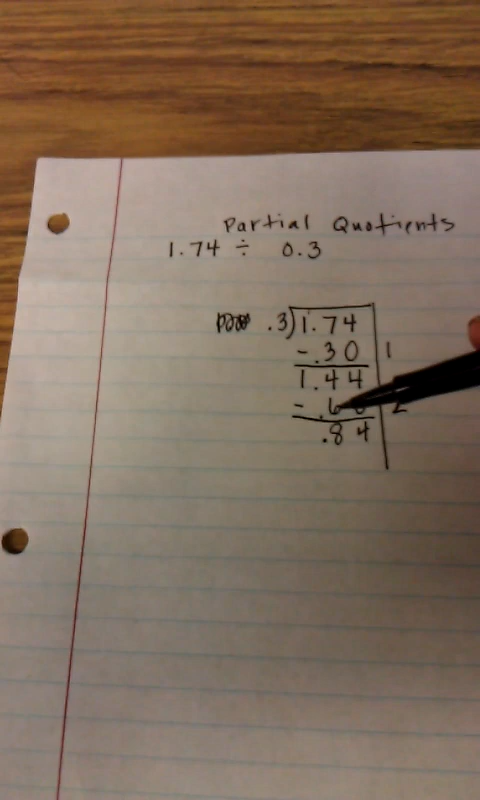 Partial Quotients
1.74 ÷ 0.3
.3)1.74
-.30 1
1.44
-.60 2
.84